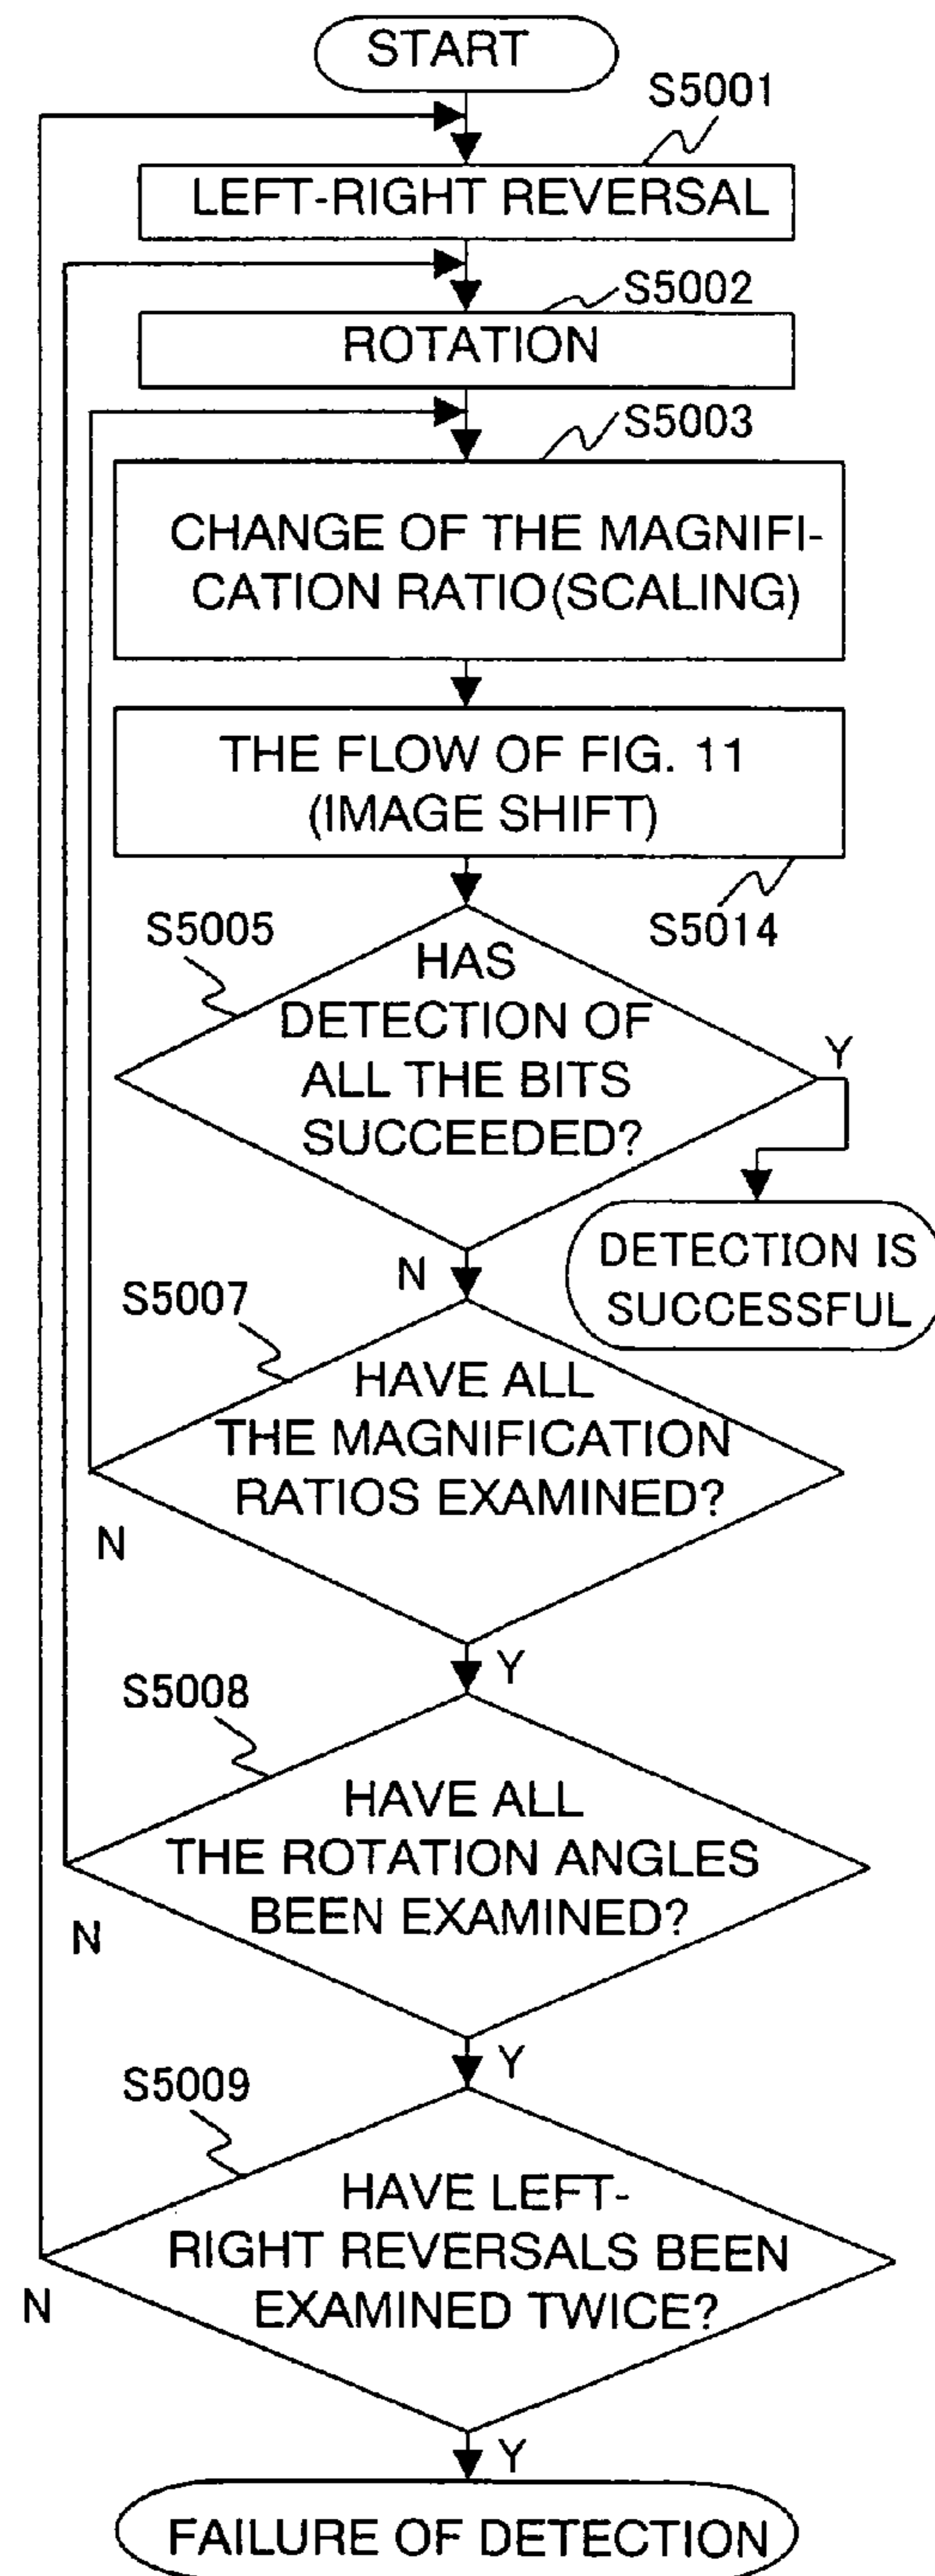 START
S5001
LEFT-RIGHT REVERSAL
S5002
ROTATION
S5003
CHANGE OF THE MAGNIFI-
CATION RATIO(SCALING)
THE FLOW OF FIG. 11
(IMAGE SHIFT)
S5014
S5005
HAS
DETECTION OF
ALL THE BITS
SUCCEEDED?
Y
DETECTION IS
SUCCESSFUL
N
S5007
HAVE ALL
THE MAGNIFICATION
RATIOS EXAMINED?
N
Y
S5008
HAVE ALL
THE ROTATION ANGLES
BEEN EXAMINED?
N
Y
S5009
HAVE LEFT-
RIGHT REVERSALS BEEN
EXAMINED TWICE?
N
Y
FAILURE OF DETECTION